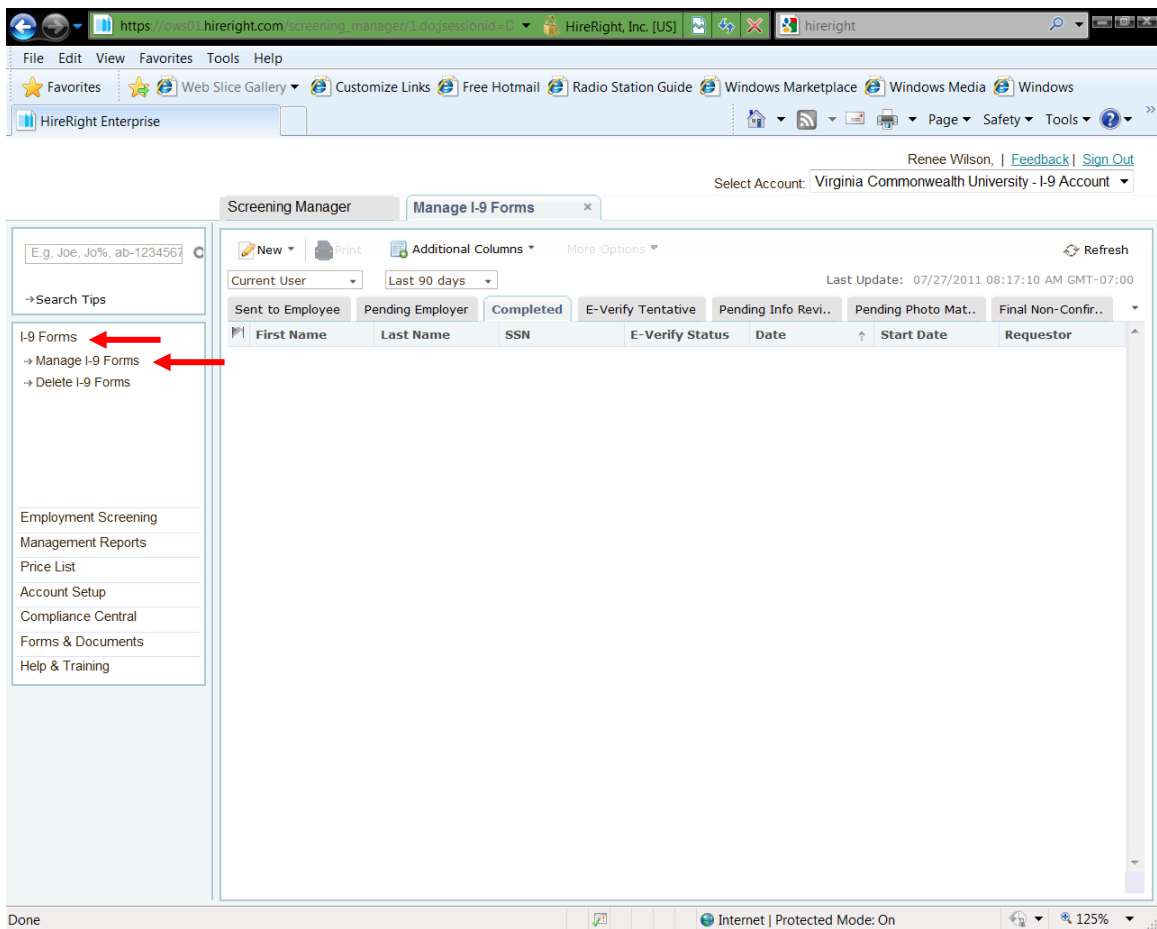 https://ows01.hireright.com/screening_manager/1.do;jsessionid=D HireRight, Inc. [US] hireright
File Edit View Favorites Tools Help
Favorites Web Slice Gallery Customize Links Free Hotmail Radio Station Guide Windows Marketplace Windows Media Windows
HireRight Enterprise Page Safety Tools
Renee Wilson, | Feedback | Sign Out
Select Account: Virginia Commonwealth University - I-9 Account
Screening Manager Manage I-9 Forms ×
E.g, Joe, Jo%, ab-1234567 New Print Additional Columns More Options Refresh
Current User Last 90 days Last Update: 07/27/2011 08:17:10 AM GMT-07:00
→Search Tips
Sent to Employee Pending Employer Completed E-Verify Tentative Pending Info Revi.. Pending Photo Mat.. Final Non-Confir..
First Name Last Name SSN E-Verify Status Date ↑ Start Date Requestor
I-9 Forms
→ Manage I-9 Forms
→ Delete I-9 Forms
Employment Screening
Management Reports
Price List
Account Setup
Compliance Central
Forms & Documents
Help & Training
Done Internet | Protected Mode: On 125%